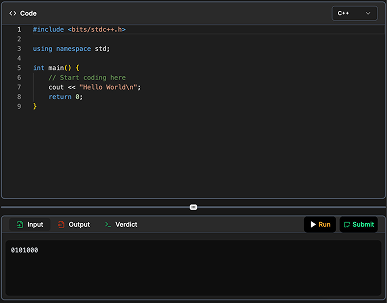 <> Code
C++
1 #include <bits/stdc++.h>
2
3 using namespace std;
4
5 int main() {
6 // Start coding here
7 cout << "Hello World\n";
8 return 0;
9 }
Input Output Verdict Run Submit
0101000